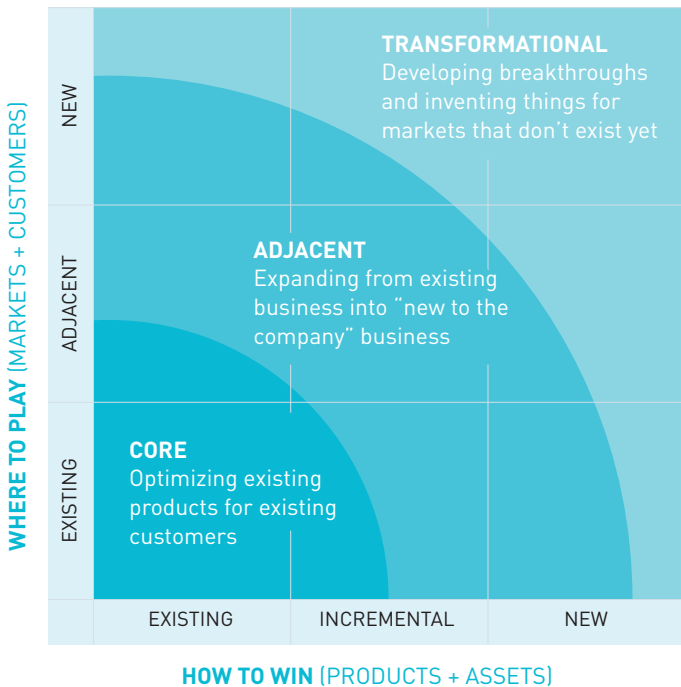 TRANSFORMATIONAL
Developing breakthroughs
and inventing things for
markets that don't exist yet
ADJACENT
Expanding from existing
business into “new to the
company” business
CORE
Optimizing existing
products for existing
customers
WHERE TO PLAY (MARKETS + CUSTOMERS)
NEW
ADJACENT
EXISTING
EXISTING
INCREMENTAL
NEW
HOW TO WIN (PRODUCTS + ASSETS)